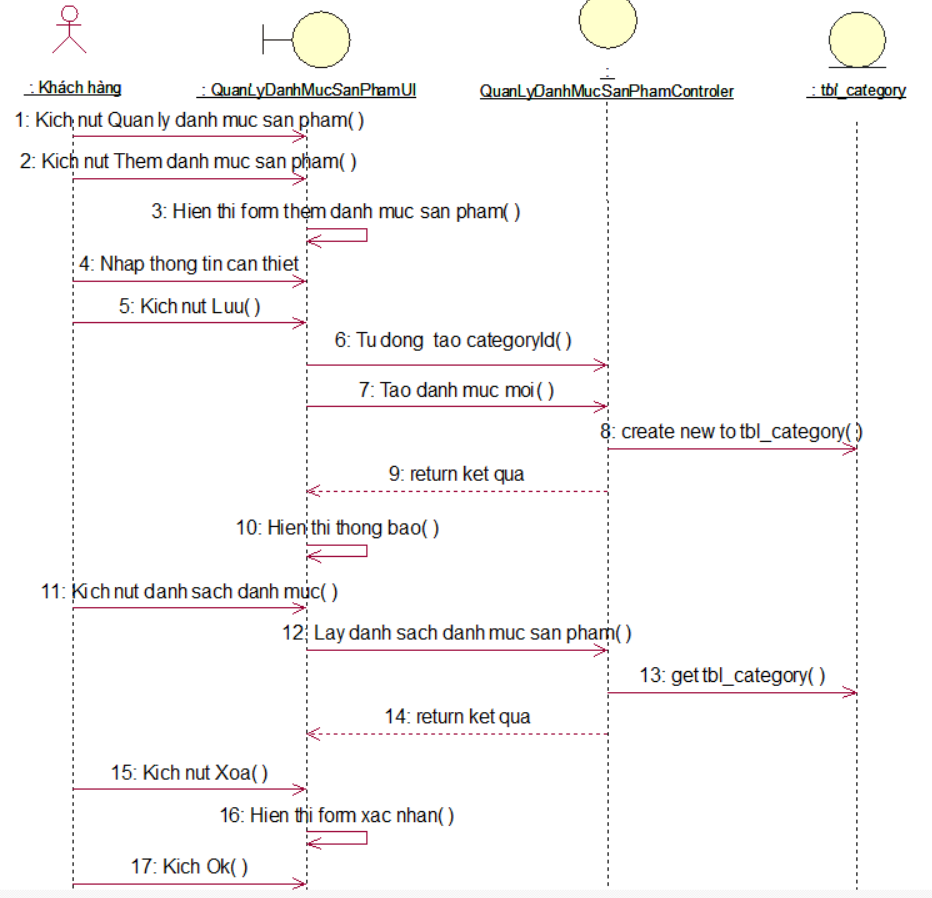 : Khách hàng
: QuanLyDanhMucSanPhamUI
:
QuanLyDanhMucSanPhamControler
: tbl_category
1: Kich nut Quan ly danh muc san pham( )
2: Kich nut Them danh muc san pham( )
3: Hien thi form them danh muc san pham( )
4: Nhap thong tin can thiet
5: Kich nut Luu( )
6: Tu dong tao categoryId( )
7: Tao danh muc moi( )
8: create new to tbl_category( )
9: return ket qua
10: Hien thi thong bao( )
11: Kich nut danh sach danh muc( )
12: Lay danh sach danh muc san pham( )
13: get tbl_category( )
14: return ket qua
15: Kich nut Xoa( )
16: Hien thi form xac nhan( )
17: Kich Ok( )